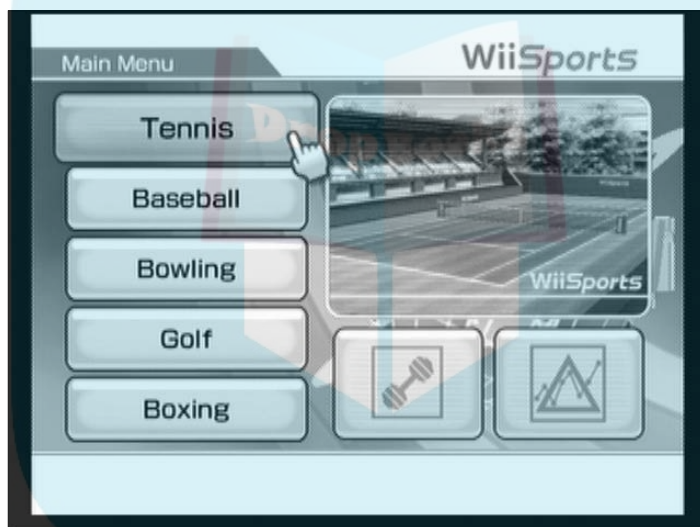 Main Menu
WiiSports
Tennis
Baseball
Bowling
Golf
Boxing
WiiSports